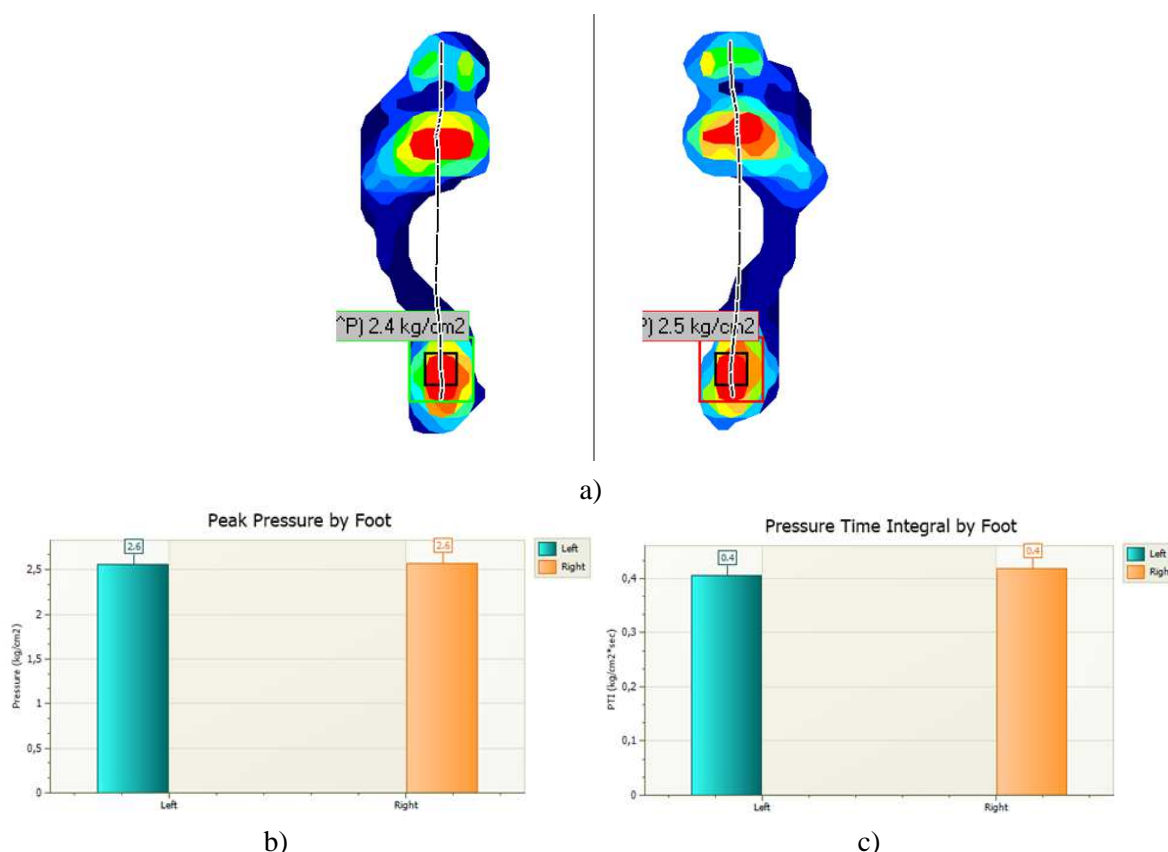 ^P) 2.4 kg/cm2
P) 2.5 kg/cm2
a)
Peak Pressure by Foot
2.6
2.6
Left
Right
2,5
2
1,5
1
0,5
0
Pressure (kg/cm2)
Left
Right
b)
Pressure Time Integral by Foot
0.4
0.4
Left
Right
0,4
0,3
0,2
0,1
0
PTI (kg/cm2*sec)
Left
Right
c)